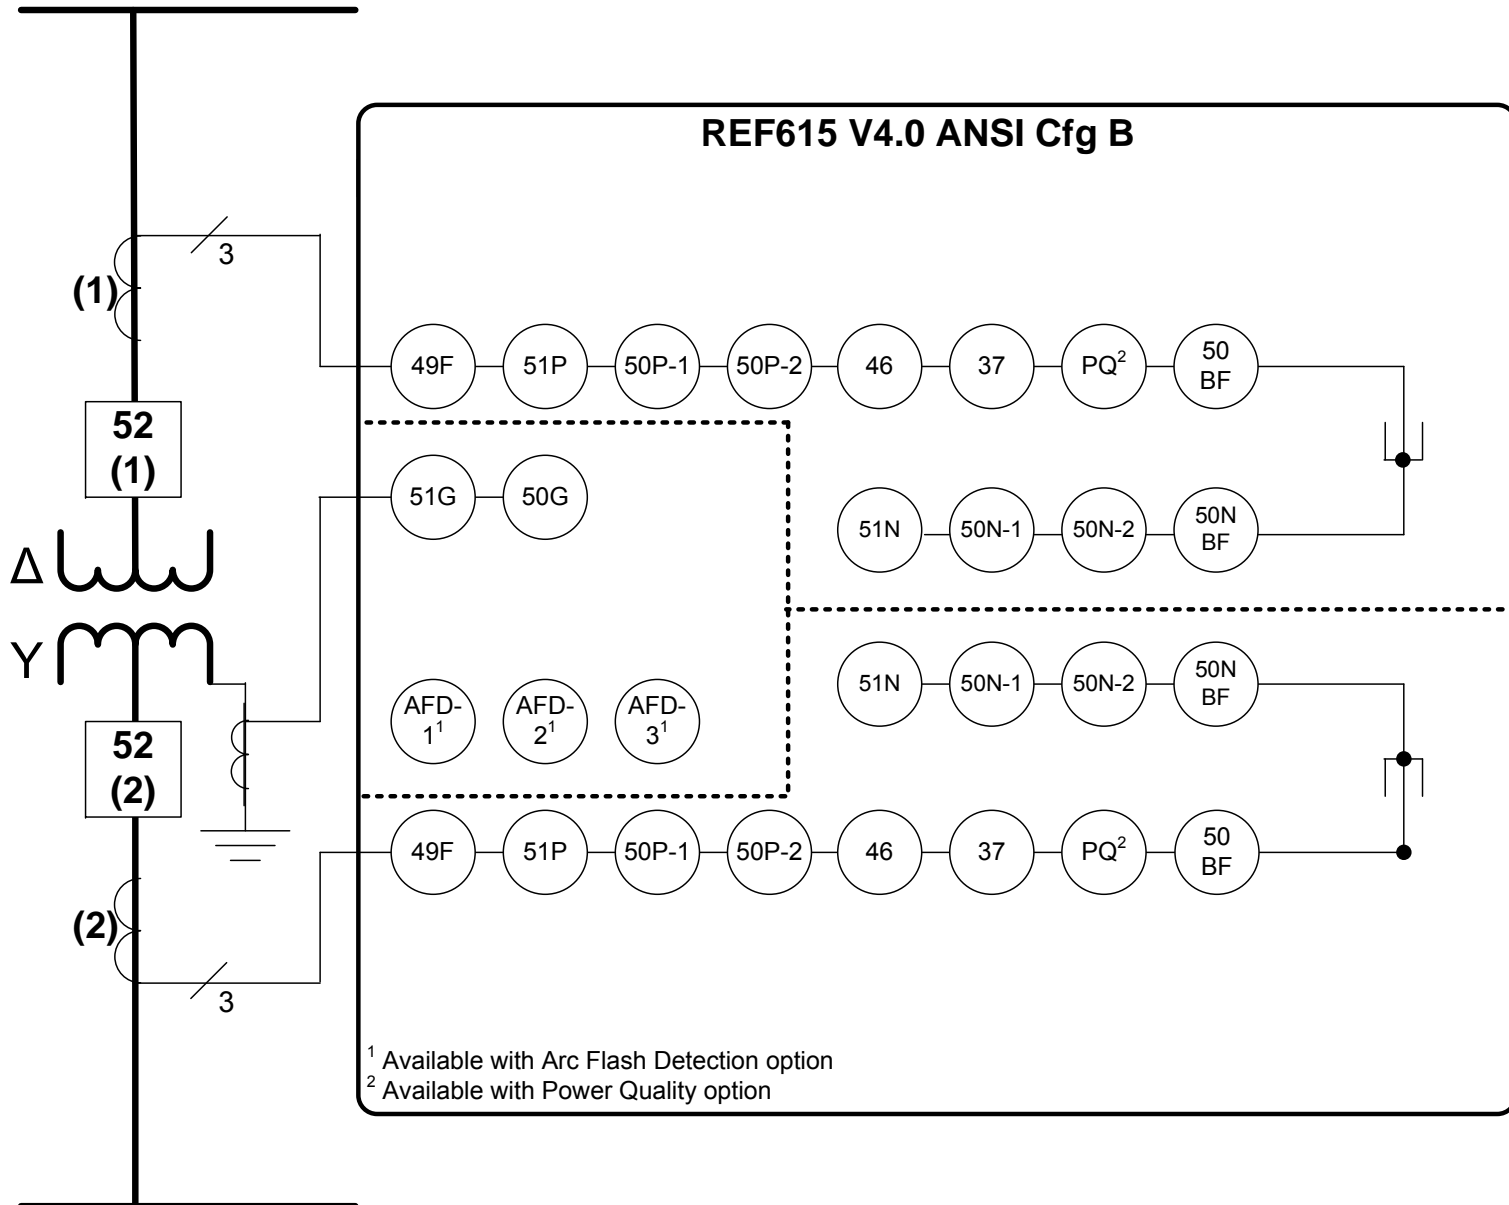 REF615 V4.0 ANSI Cfg B
3
(1)
49F 51P 50P-1 50P-2 46 37 PQ² 50 BF
52
(1)
51G 50G
51N 50N-1 50N-2 50N BF
Δ
Y
51N 50N-1 50N-2 50N BF
AFD-1¹ AFD-2¹ AFD-3¹
52
(2)
49F 51P 50P-1 50P-2 46 37 PQ² 50 BF
(2)
3
¹ Available with Arc Flash Detection option
² Available with Power Quality option